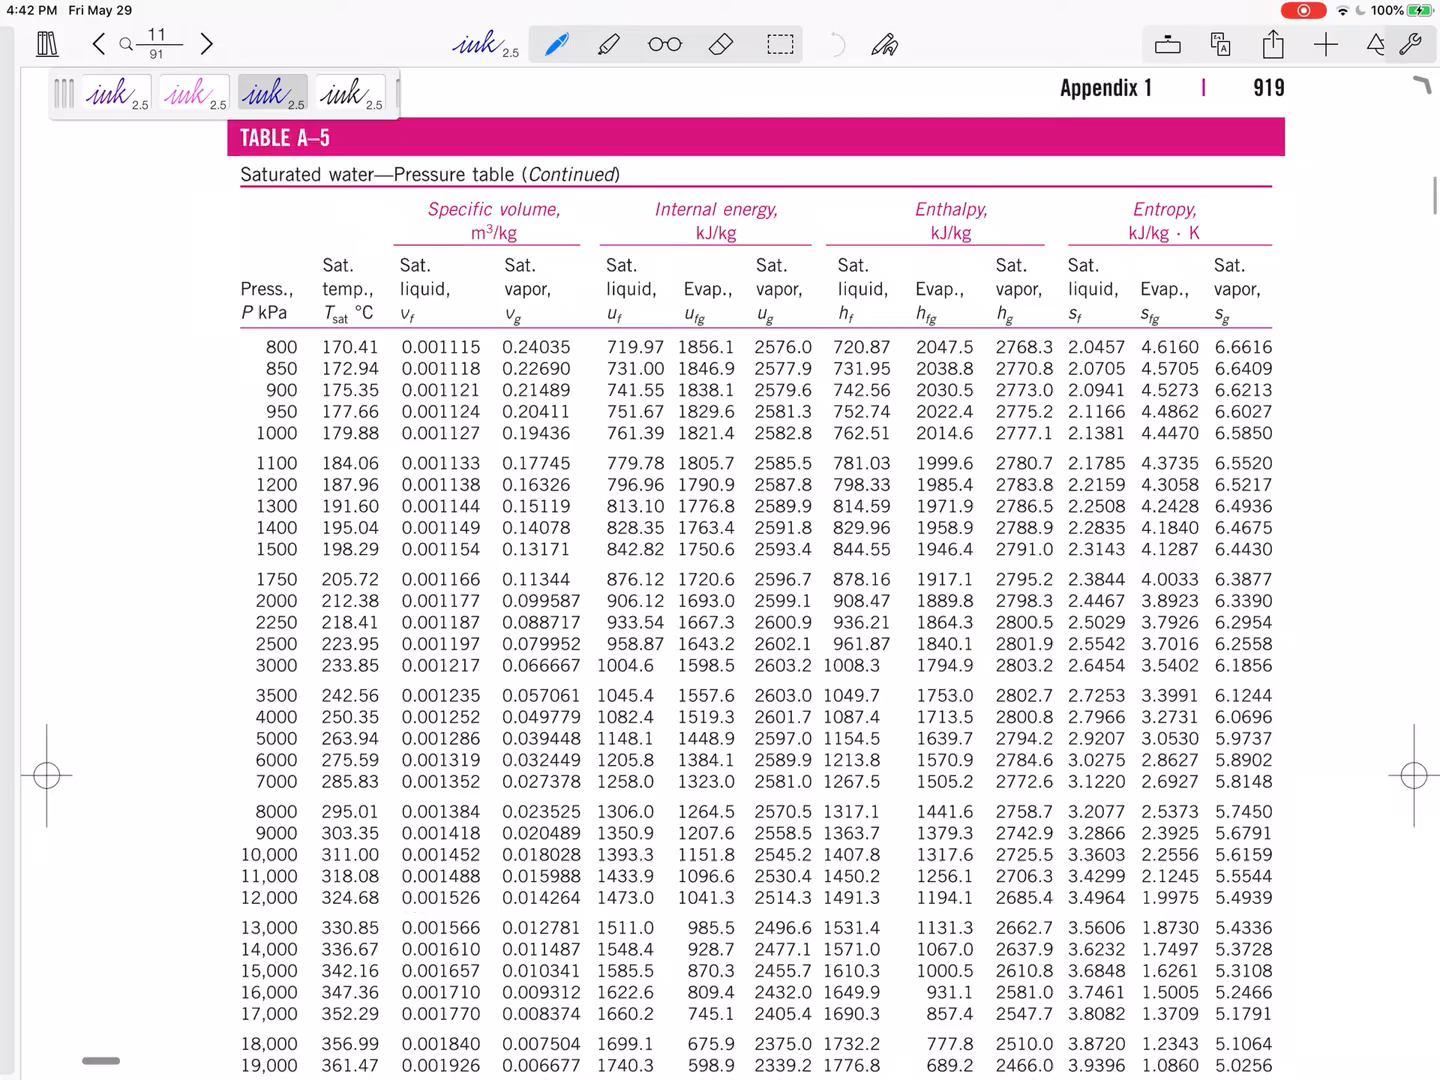 4:42 PM Fri May 29 100%
11
91
ink 2.5
ink 2.5 ink 2.5 ink 2.5 ink 2.5
Appendix 1 | 919
TABLE A–5
Saturated water—Pressure table (Continued)
Specific volume, Internal energy, Enthalpy, Entropy,
m³/kg kJ/kg kJ/kg kJ/kg · K
Sat. Sat. Sat. Sat. Sat. Sat. Sat. Sat. Sat.
Press., temp., liquid, vapor, liquid, Evap., vapor, liquid, Evap., vapor, liquid, Evap., vapor,
P kPa Tsat °C vf vg uf ufg ug hf hfg hg sf sfg sg
800 170.41 0.001115 0.24035 719.97 1856.1 2576.0 720.87 2047.5 2768.3 2.0457 4.6160 6.6616
850 172.94 0.001118 0.22690 731.00 1846.9 2577.9 731.95 2038.8 2770.8 2.0705 4.5705 6.6409
900 175.35 0.001121 0.21489 741.55 1838.1 2579.6 742.56 2030.5 2773.0 2.0941 4.5273 6.6213
950 177.66 0.001124 0.20411 751.67 1829.6 2581.3 752.74 2022.4 2775.2 2.1166 4.4862 6.6027
1000 179.88 0.001127 0.19436 761.39 1821.4 2582.8 762.51 2014.6 2777.1 2.1381 4.4470 6.5850
1100 184.06 0.001133 0.17745 779.78 1805.7 2585.5 781.03 1999.6 2780.7 2.1785 4.3735 6.5520
1200 187.96 0.001138 0.16326 796.96 1790.9 2587.8 798.33 1985.4 2783.8 2.2159 4.3058 6.5217
1300 191.60 0.001144 0.15119 813.10 1776.8 2589.9 814.59 1971.9 2786.5 2.2508 4.2428 6.4936
1400 195.04 0.001149 0.14078 828.35 1763.4 2591.8 829.96 1958.9 2788.9 2.2835 4.1840 6.4675
1500 198.29 0.001154 0.13171 842.82 1750.6 2593.4 844.55 1946.4 2791.0 2.3143 4.1287 6.4430
1750 205.72 0.001166 0.11344 876.12 1720.6 2596.7 878.16 1917.1 2795.2 2.3844 4.0033 6.3877
2000 212.38 0.001177 0.099587 906.12 1693.0 2599.1 908.47 1889.8 2798.3 2.4467 3.8923 6.3390
2250 218.41 0.001187 0.088717 933.54 1667.3 2600.9 936.21 1864.3 2800.5 2.5029 3.7926 6.2954
2500 223.95 0.001197 0.079952 958.87 1643.2 2602.1 961.87 1840.1 2801.9 2.5542 3.7016 6.2558
3000 233.85 0.001217 0.066667 1004.6 1598.5 2603.2 1008.3 1794.9 2803.2 2.6454 3.5402 6.1856
3500 242.56 0.001235 0.057061 1045.4 1557.6 2603.0 1049.7 1753.0 2802.7 2.7253 3.3991 6.1244
4000 250.35 0.001252 0.049779 1082.4 1519.3 2601.7 1087.4 1713.5 2800.8 2.7966 3.2731 6.0696
5000 263.94 0.001286 0.039448 1148.1 1448.9 2597.0 1154.5 1639.7 2794.2 2.9207 3.0530 5.9737
6000 275.59 0.001319 0.032449 1205.8 1384.1 2589.9 1213.8 1570.9 2784.6 3.0275 2.8627 5.8902
7000 285.83 0.001352 0.027378 1258.0 1323.0 2581.0 1267.5 1505.2 2772.6 3.1220 2.6927 5.8148
8000 295.01 0.001384 0.023525 1306.0 1264.5 2570.5 1317.1 1441.6 2758.7 3.2077 2.5373 5.7450
9000 303.35 0.001418 0.020489 1350.9 1207.6 2558.5 1363.7 1379.3 2742.9 3.2866 2.3925 5.6791
10,000 311.00 0.001452 0.018028 1393.3 1151.8 2545.2 1407.8 1317.6 2725.5 3.3603 2.2556 5.6159
11,000 318.08 0.001488 0.015988 1433.9 1096.6 2530.4 1450.2 1256.1 2706.3 3.4299 2.1245 5.5544
12,000 324.68 0.001526 0.014264 1473.0 1041.3 2514.3 1491.3 1194.1 2685.4 3.4964 1.9975 5.4939
13,000 330.85 0.001566 0.012781 1511.0 985.5 2496.6 1531.4 1131.3 2662.7 3.5606 1.8730 5.4336
14,000 336.67 0.001610 0.011487 1548.4 928.7 2477.1 1571.0 1067.0 2637.9 3.6232 1.7497 5.3728
15,000 342.16 0.001657 0.010341 1585.5 870.3 2455.7 1610.3 1000.5 2610.8 3.6848 1.6261 5.3108
16,000 347.36 0.001710 0.009312 1622.6 809.4 2432.0 1649.9 931.1 2581.0 3.7461 1.5005 5.2466
17,000 352.29 0.001770 0.008374 1660.2 745.1 2405.4 1690.3 857.4 2547.7 3.8082 1.3709 5.1791
18,000 356.99 0.001840 0.007504 1699.1 675.9 2375.0 1732.2 777.8 2510.0 3.8720 1.2343 5.1064
19,000 361.47 0.001926 0.006677 1740.3 598.9 2339.2 1776.8 689.2 2466.0 3.9396 1.0860 5.0256